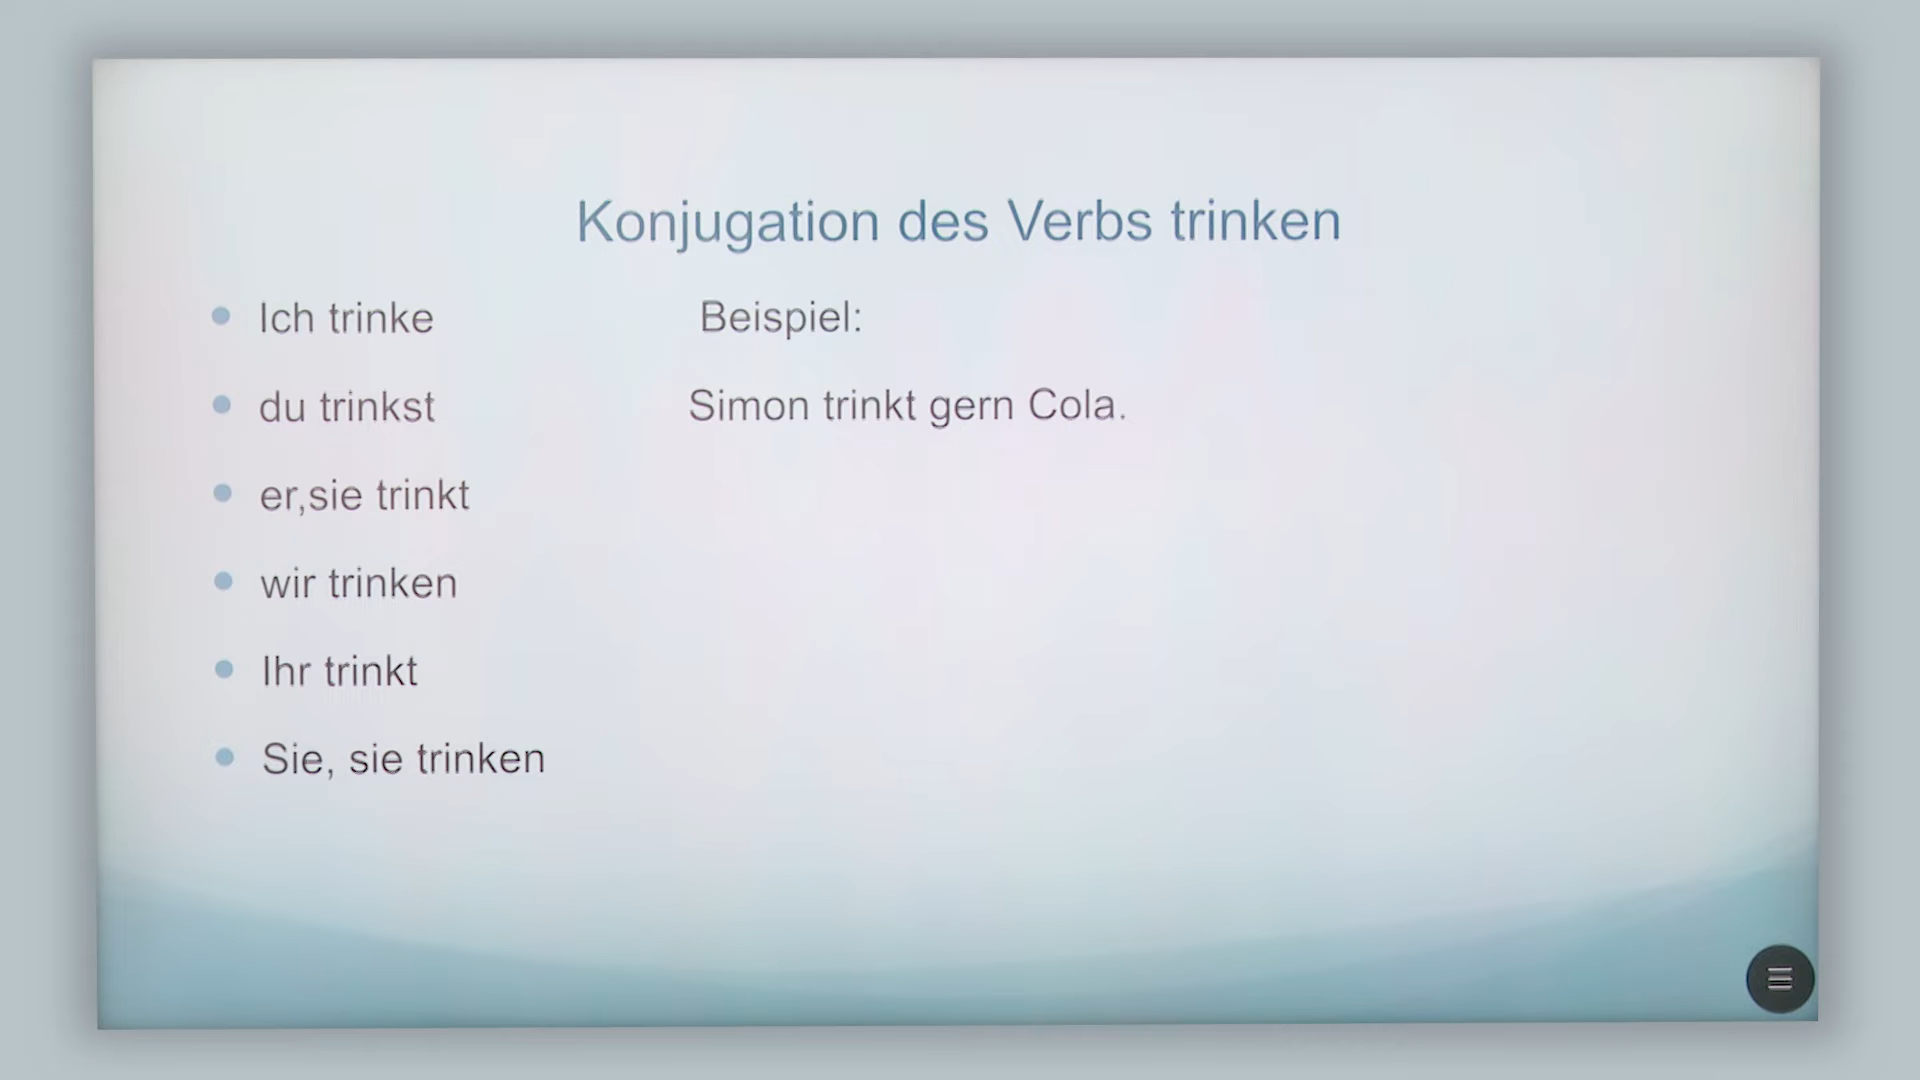 Konjugation des Verbs trinken
Ich trinke
Beispiel:
du trinkst
Simon trinkt gern Cola.
er,sie trinkt
wir trinken
Ihr trinkt
Sie, sie trinken